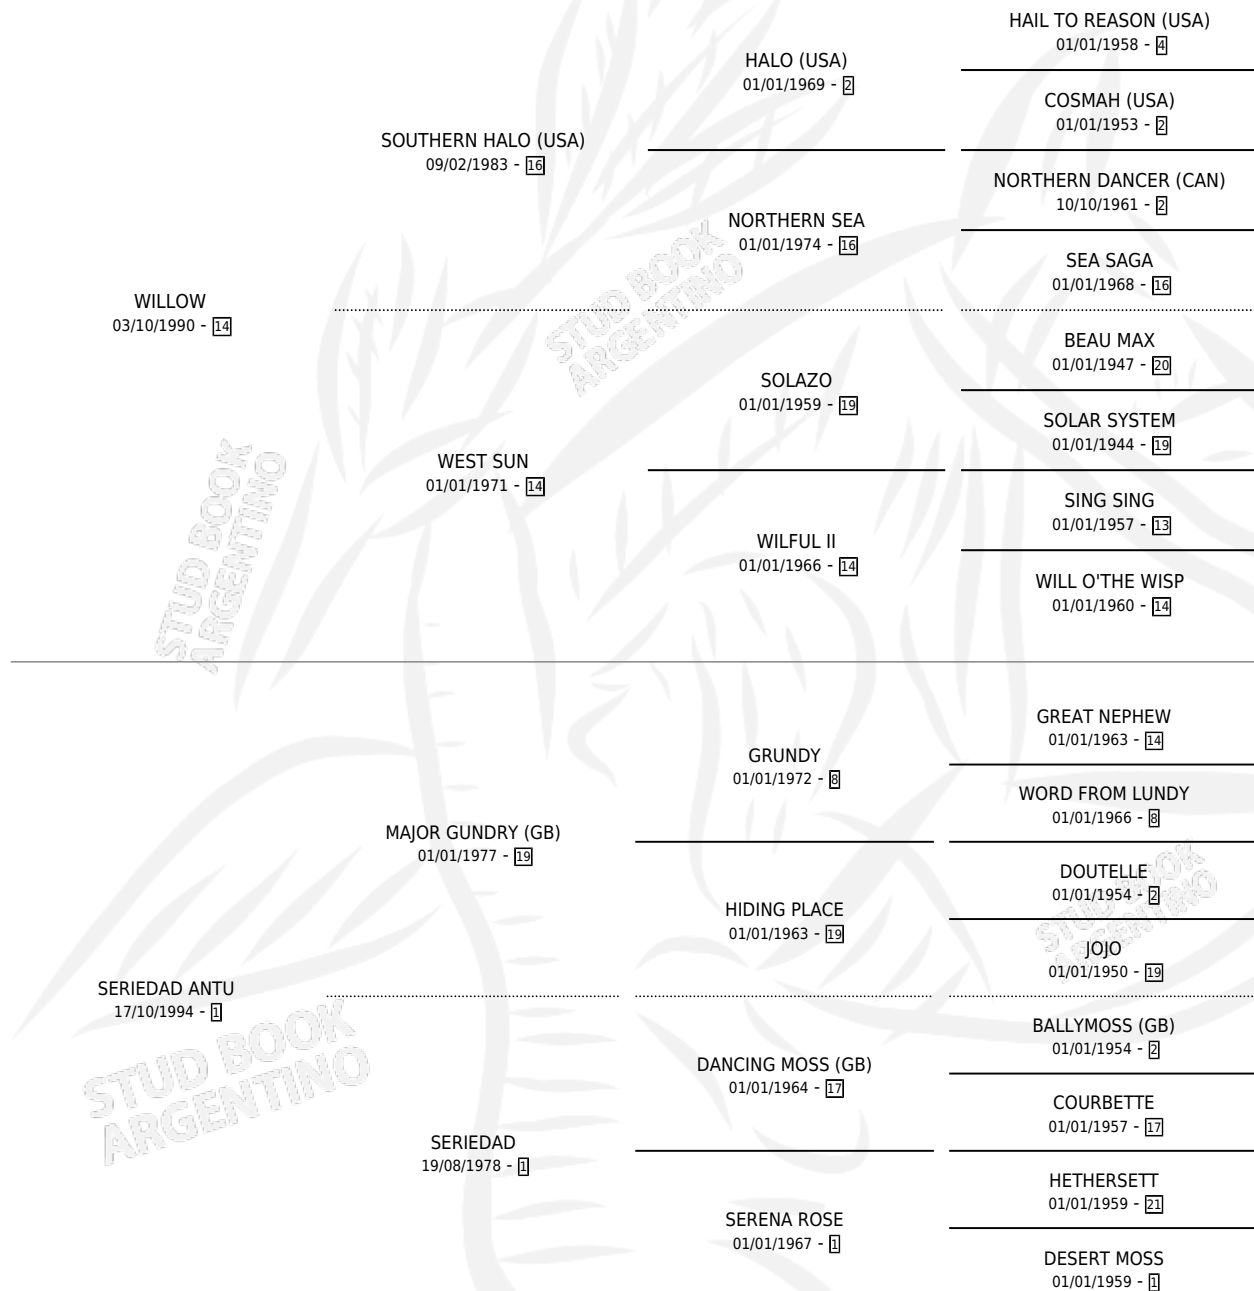 HAIL TO REASON (USA)
01/01/1958 - 4
HALO (USA)
01/01/1969 - 2
COSMAH (USA)
01/01/1953 - 2
SOUTHERN HALO (USA)
09/02/1983 - 16
NORTHERN DANCER (CAN)
10/10/1961 - 2
NORTHERN SEA
01/01/1974 - 16
SEA SAGA
01/01/1968 - 16
WILLOW
03/10/1990 - 14
BEAU MAX
01/01/1947 - 20
SOLAZO
01/01/1959 - 19
SOLAR SYSTEM
01/01/1944 - 19
WEST SUN
01/01/1971 - 14
SING SING
01/01/1957 - 13
WILFUL II
01/01/1966 - 14
WILL O'THE WISP
01/01/1960 - 14
GREAT NEPHEW
01/01/1963 - 14
GRUNDY
01/01/1972 - 8
WORD FROM LUNDY
01/01/1966 - 8
MAJOR GUNDRY (GB)
01/01/1977 - 19
DOUTELLE
01/01/1954 - 2
HIDING PLACE
01/01/1963 - 19
JOJO
01/01/1950 - 19
SERIEDAD ANTU
17/10/1994 - 1
BALLYMOSS (GB)
01/01/1954 - 2
DANCING MOSS (GB)
01/01/1964 - 17
COURBETTE
01/01/1957 - 17
SERIEDAD
19/08/1978 - 1
HETHERSETT
01/01/1959 - 21
SERENA ROSE
01/01/1967 - 1
DESERT MOSS
01/01/1959 - 1
STUD BOOK
ARGENTINO
STUD BOOK
ARGENTINO
STUD BOOK
ARGENTINO
STUD BOOK
ARGENTINO